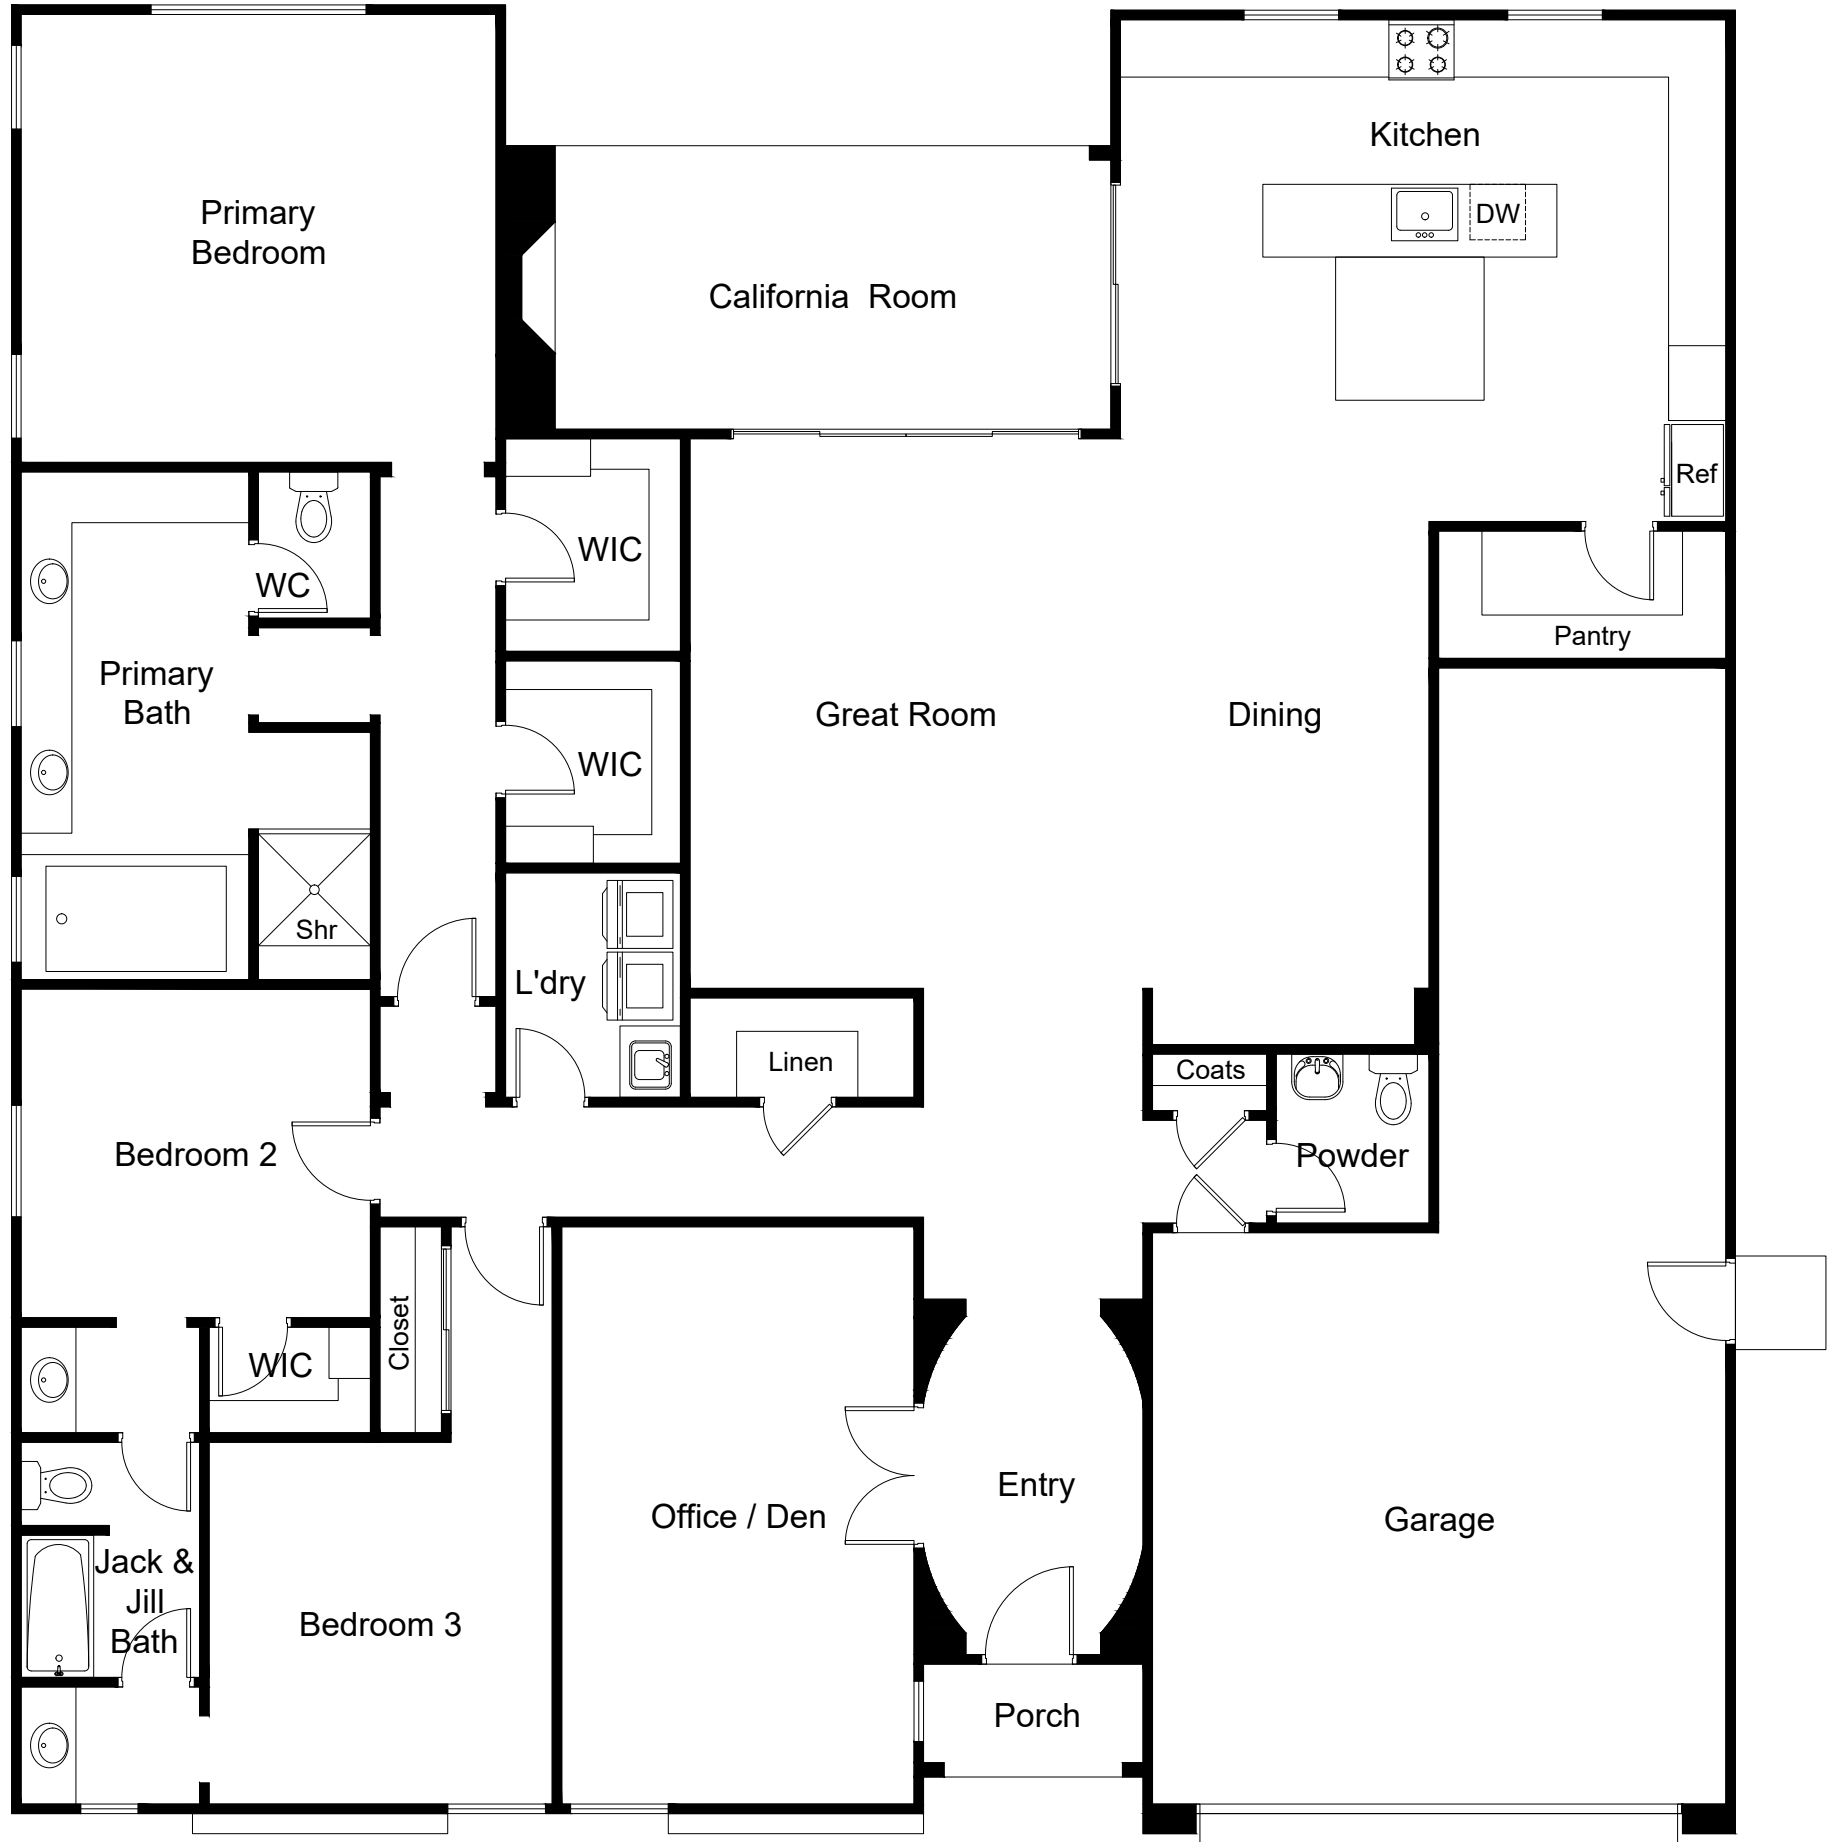 Kitchen
Primary
Bedroom
DW
California Room
Ref
WIC
WC
Pantry
Primary
Bath
Great Room
Dining
WIC
Shr
L'dry
Linen
Coats
Bedroom 2
Powder
Closet
WIC
Entry
Office / Den
Garage
Jack &
Jill
Bath
Bedroom 3
Porch